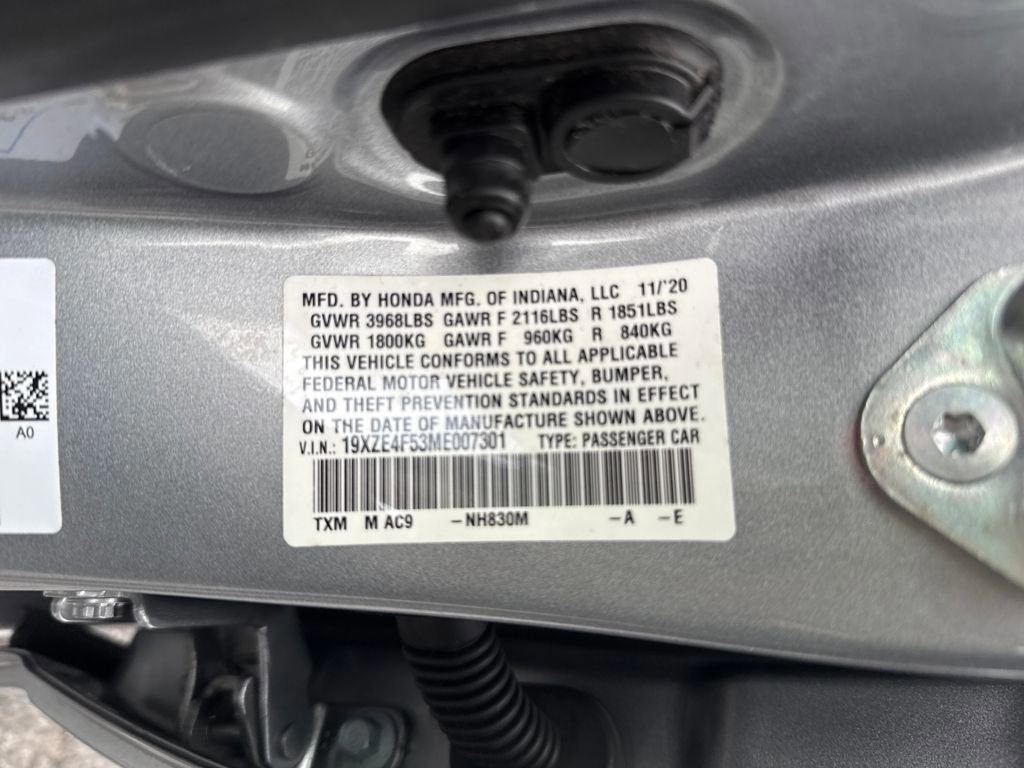 MFD. BY HONDA MFG. OF INDIANA, LLC 11/'20
GVWR 3968LBS GAWR F 2116LBS R 1851LBS
GVWR 1800KG GAWR F 960KG R 840KG
THIS VEHICLE CONFORMS TO ALL APPLICABLE
FEDERAL MOTOR VEHICLE SAFETY, BUMPER,
AND THEFT PREVENTION STANDARDS IN EFFECT
ON THE DATE OF MANUFACTURE SHOWN ABOVE.
V.I.N.: 19XZE4F53ME007301 TYPE: PASSENGER CAR
TXM M AC9 -NH830M -A -E
A0